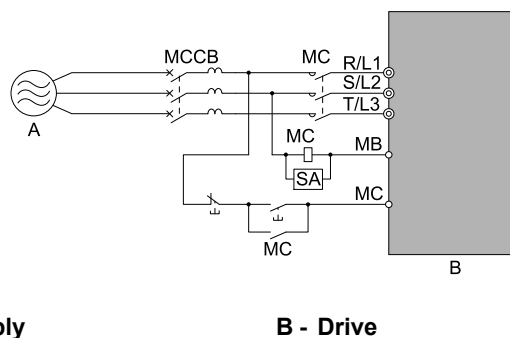 MCCB MC R/L1
S/L2
T/L3
A
MC MB
SA
MC
MC
B
B - Drive